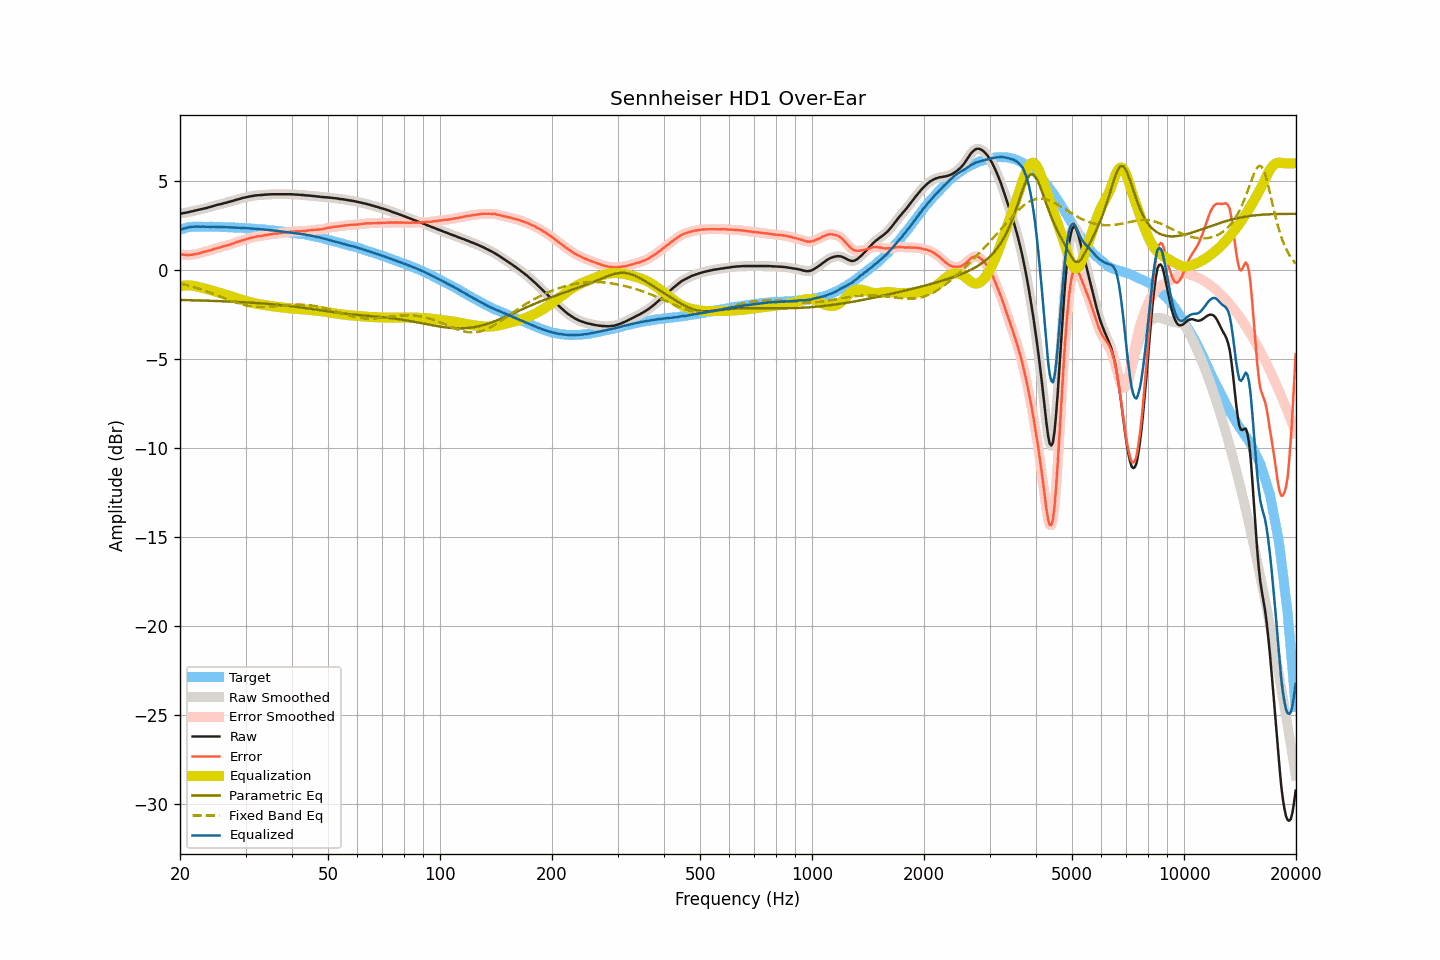 Sennheiser HD1 Over-Ear
Amplitude (dBr)
5
0
−5
−10
−15
−20
−25
−30
Target
Raw Smoothed
Error Smoothed
Raw
Error
Equalization
Parametric Eq
Fixed Band Eq
Equalized
20 50 100 200 500 1000 2000 5000 10000 20000
Frequency (Hz)